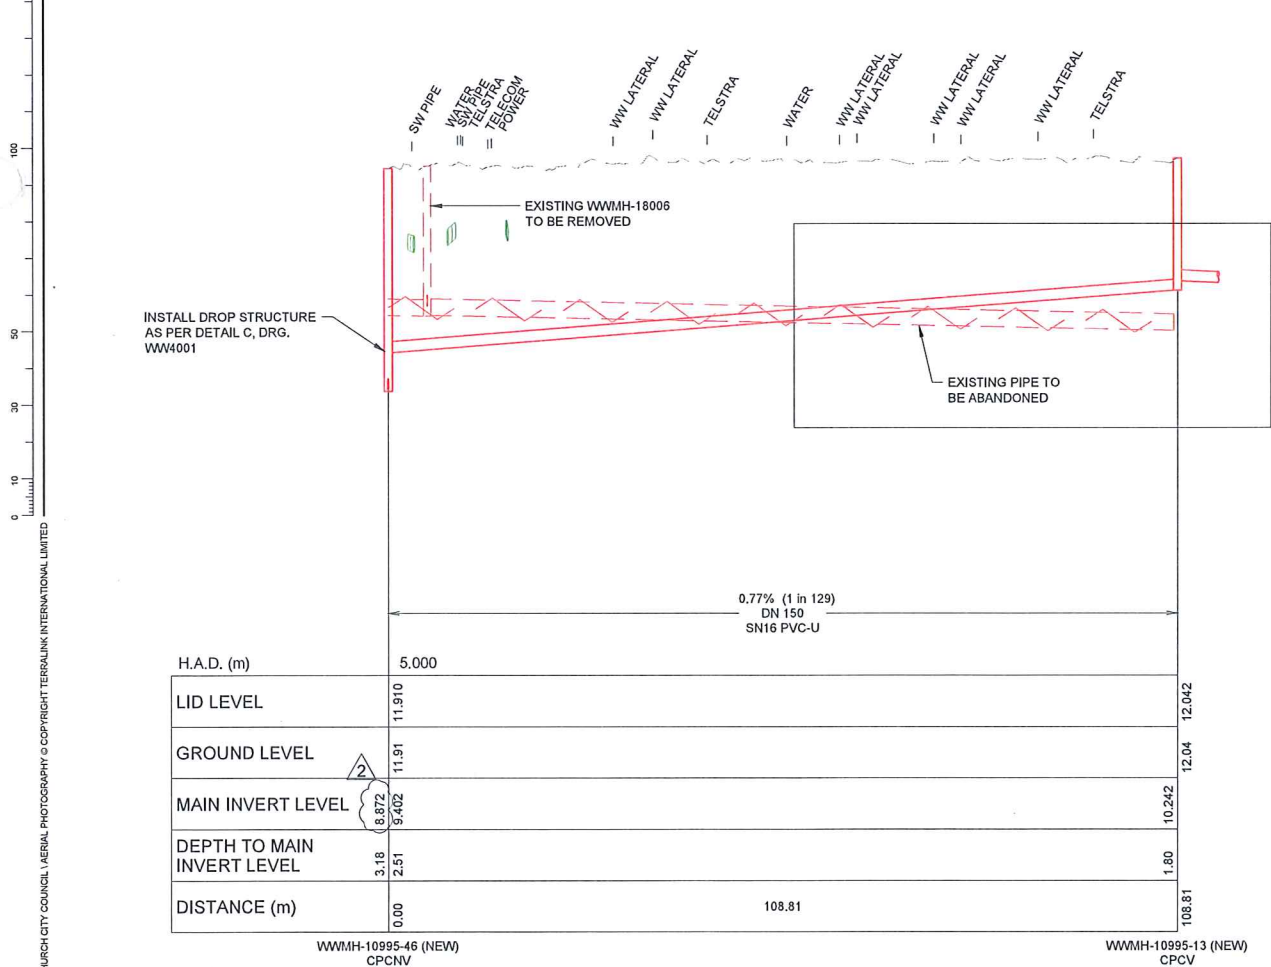 SW PIPE
WATER
SW PIPE
TELSTRA
TELECOM
POWER
WW LATERAL
WW LATERAL
TELSTRA
WATER
WW LATERAL
WW LATERAL
WW LATERAL
WW LATERAL
WW LATERAL
TELSTRA
100
50
30
10
0
EXISTING WWMH-18006
TO BE REMOVED
INSTALL DROP STRUCTURE
AS PER DETAIL C, DRG.
WW4001
EXISTING PIPE TO
BE ABANDONED
0.77% (1 in 129)
DN 150
SN16 PVC-U
H.A.D. (m) 5.000
LID LEVEL 11.910 12.042
GROUND LEVEL 11.91 12.04
2
MAIN INVERT LEVEL 8.872 9.402 10.242
DEPTH TO MAIN
INVERT LEVEL 3.18 2.51 1.80
DISTANCE (m) 0.00 108.81 108.81
WWMH-10995-46 (NEW)
CPCNV
WWMH-10995-13 (NEW)
CPCV
HURCH CITY COUNCIL \ AERIAL PHOTOGRAPHY © COPYRIGHT TERRALINK INTERNATIONAL LIMITED